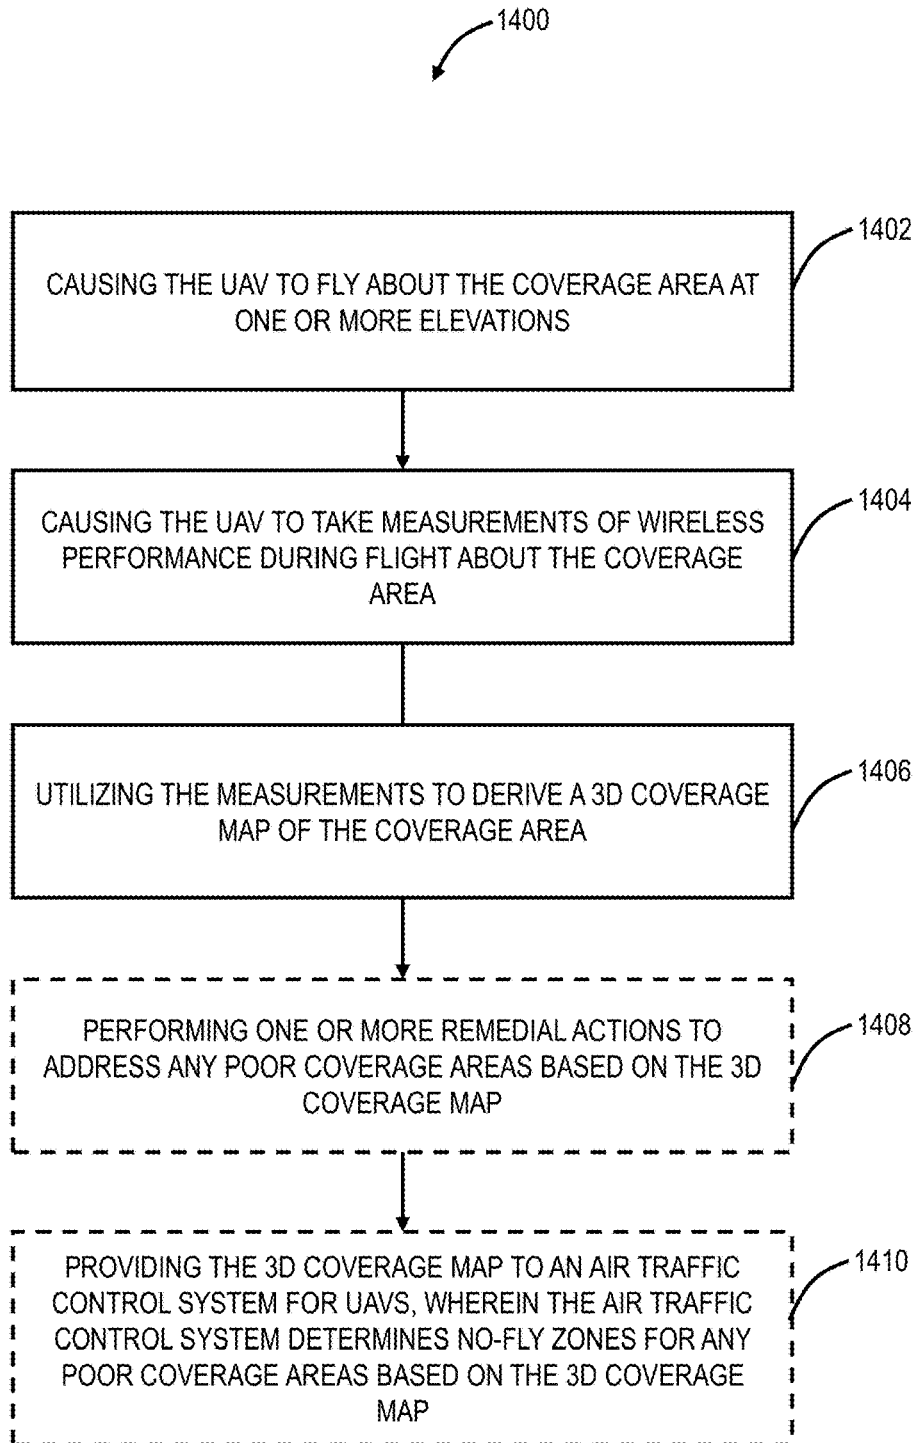 1400
1402
CAUSING THE UAV TO FLY ABOUT THE COVERAGE AREA AT
ONE OR MORE ELEVATIONS
1404
CAUSING THE UAV TO TAKE MEASUREMENTS OF WIRELESS
PERFORMANCE DURING FLIGHT ABOUT THE COVERAGE
AREA
1406
UTILIZING THE MEASUREMENTS TO DERIVE A 3D COVERAGE
MAP OF THE COVERAGE AREA
1408
PERFORMING ONE OR MORE REMEDIAL ACTIONS TO
ADDRESS ANY POOR COVERAGE AREAS BASED ON THE 3D
COVERAGE MAP
1410
PROVIDING THE 3D COVERAGE MAP TO AN AIR TRAFFIC
CONTROL SYSTEM FOR UAVS, WHEREIN THE AIR TRAFFIC
CONTROL SYSTEM DETERMINES NO-FLY ZONES FOR ANY
POOR COVERAGE AREAS BASED ON THE 3D COVERAGE
MAP